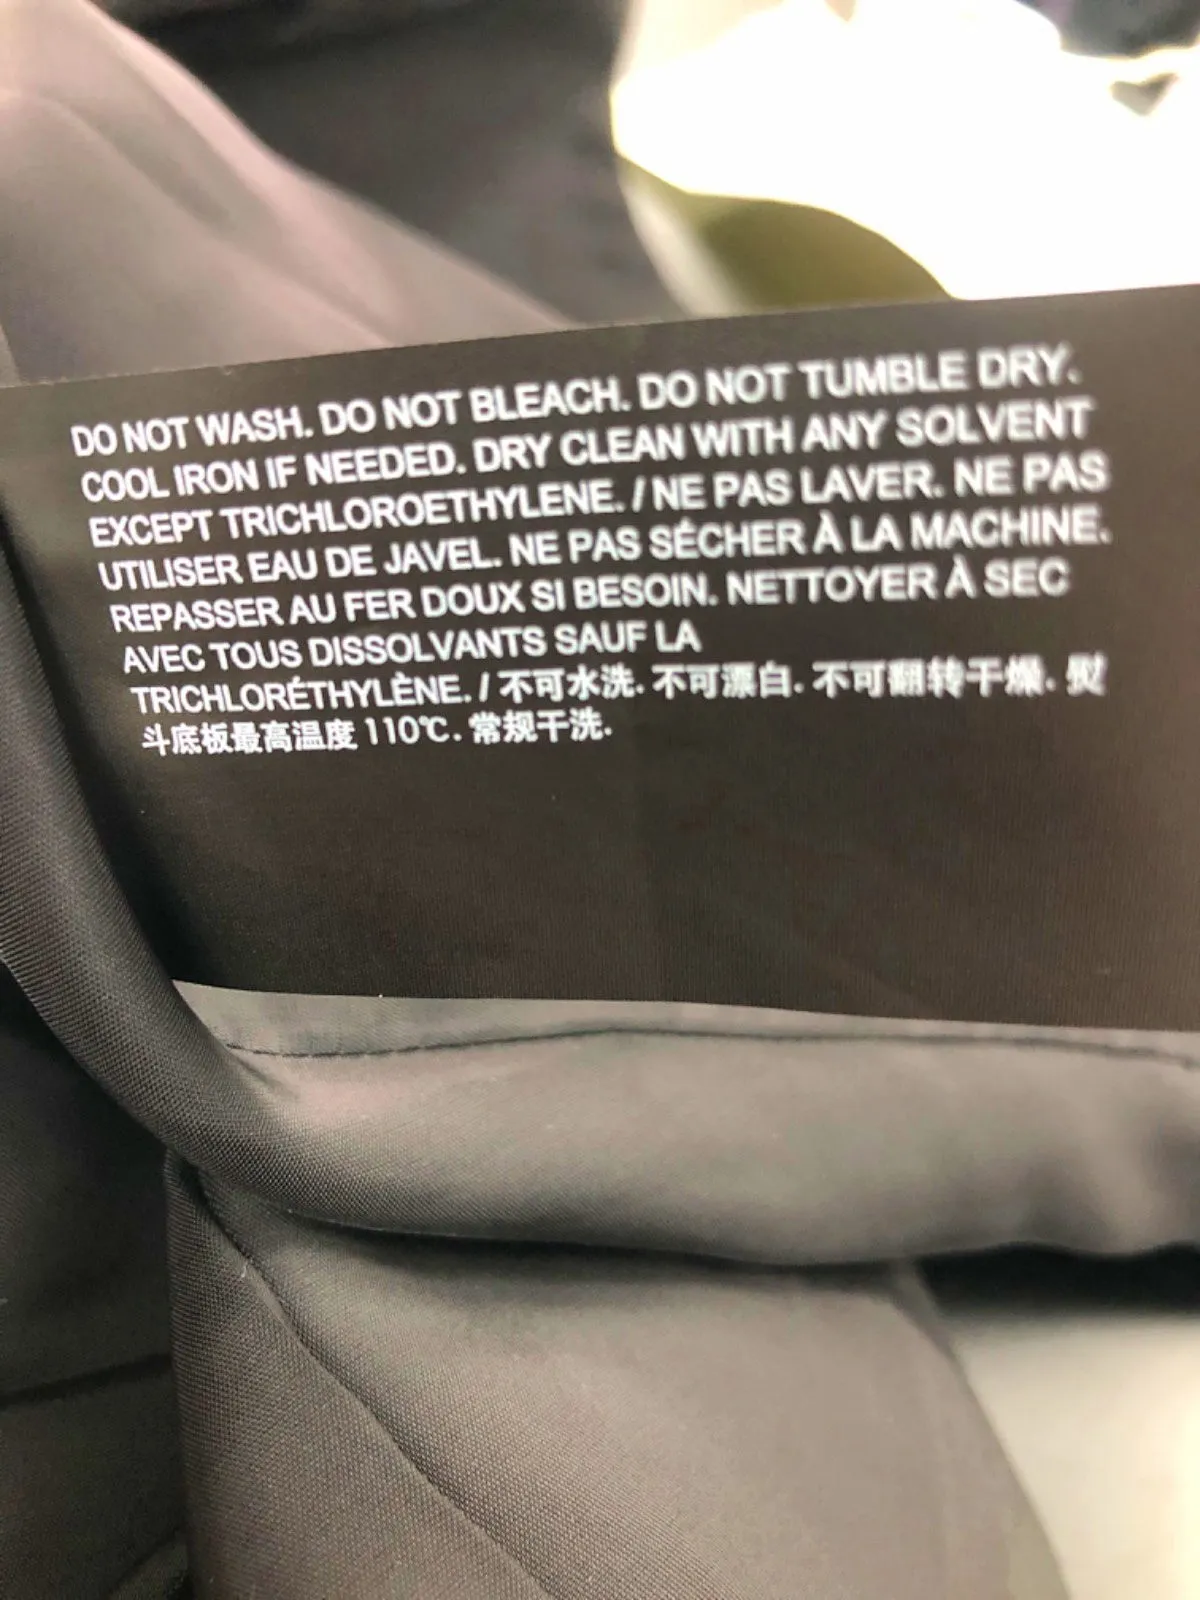 DO NOT WASH. DO NOT BLEACH. DO NOT TUMBLE DRY.
COOL IRON IF NEEDED. DRY CLEAN WITH ANY SOLVENT
EXCEPT TRICHLOROETHYLENE. / NE PAS LAVER. NE PAS
UTILISER EAU DE JAVEL. NE PAS SÉCHER À LA MACHINE.
REPASSER AU FER DOUX SI BESOIN. NETTOYER À SEC
AVEC TOUS DISSOLVANTS SAUF LA
TRICHLORÉTHYLÈNE. / 不可水洗. 不可漂白. 不可翻转干燥. 熨
斗底板最高温度 110℃. 常规干洗.